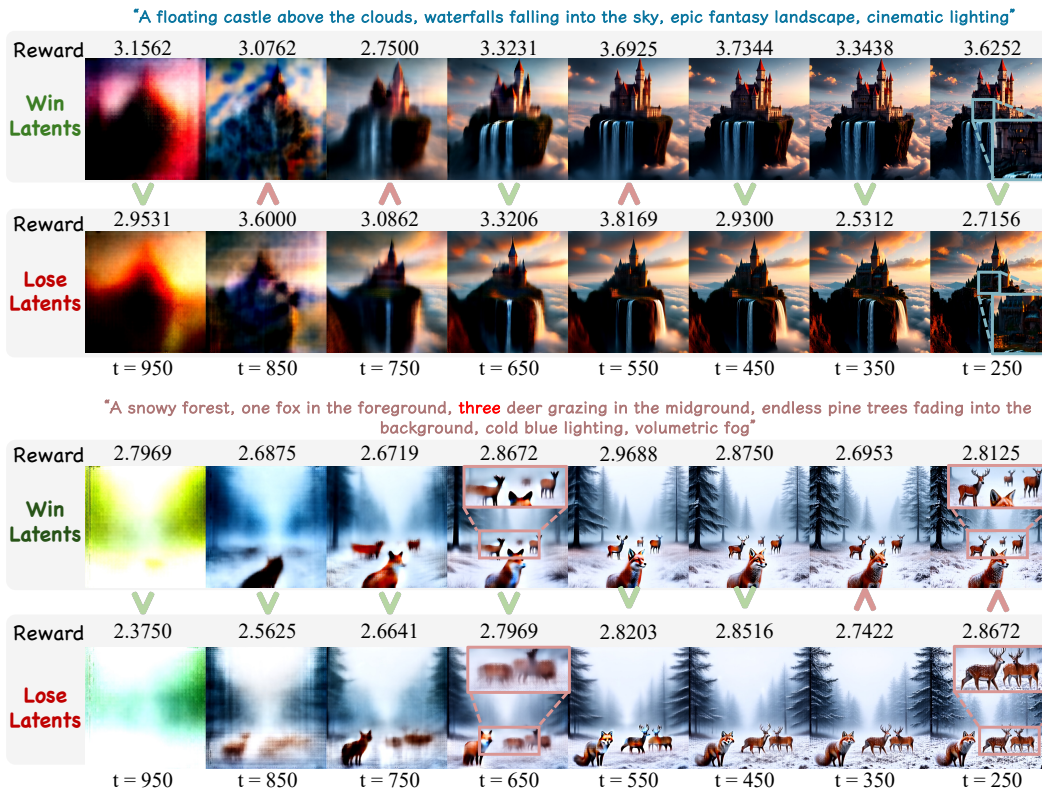 “A floating castle above the clouds, waterfalls falling into the sky, epic fantasy landscape, cinematic lighting”
Reward 3.1562 3.0762 2.7500 3.3231 3.6925 3.7344 3.3438 3.6252
Win
Latents
Reward 2.9531 3.6000 3.0862 3.3206 3.8169 2.9300 2.5312 2.7156
Lose
Latents
t = 950 t = 850 t = 750 t = 650 t = 550 t = 450 t = 350 t = 250
“A snowy forest, one fox in the foreground, three deer grazing in the midground, endless pine trees fading into the
background, cold blue lighting, volumetric fog”
Reward 2.7969 2.6875 2.6719 2.8672 2.9688 2.8750 2.6953 2.8125
Win
Latents
Reward 2.3750 2.5625 2.6641 2.7969 2.8203 2.8516 2.7422 2.8672
Lose
Latents
t = 950 t = 850 t = 750 t = 650 t = 550 t = 450 t = 350 t = 250